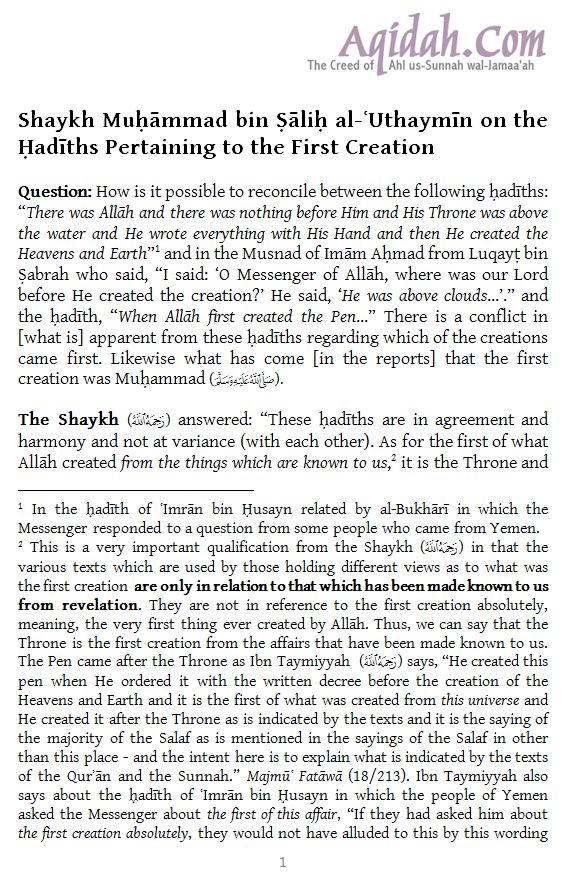 Aqidah.Com
The Creed of Ahl us-Sunnah wal-Jamaa'ah
Shaykh Muḥāmmad bin Ṣāliḥ al-ʿUthaymīn on the
Ḥadīths Pertaining to the First Creation
Question: How is it possible to reconcile between the following ḥadīths:
“There was Allāh and there was nothing before Him and His Throne was above
the water and He wrote everything with His Hand and then He created the
Heavens and Earth”¹ and in the Musnad of Imām Aḥmad from Luqayṭ bin
Ṣabrah who said, “I said: ‘O Messenger of Allāh, where was our Lord
before He created the creation?’ He said, ‘He was above clouds...’.” and
the ḥadīth, “When Allāh first created the Pen...” There is a conflict in
[what is] apparent from these ḥadīths regarding which of the creations
came first. Likewise what has come [in the reports] that the first
creation was Muḥammad (ﷺ).
The Shaykh (رَحِمَهُ اللَّهُ) answered: “These ḥadīths are in agreement and
harmony and not at variance (with each other). As for the first of what
Allāh created from the things which are known to us,² it is the Throne and
¹ In the ḥadīth of ʿImrān bin Ḥusayn related by al-Bukhārī in which the
Messenger responded to a question from some people who came from Yemen.
² This is a very important qualification from the Shaykh (رَحِمَهُ اللَّهُ) in that the
various texts which are used by those holding different views as to what was
the first creation are only in relation to that which has been made known to us
from revelation. They are not in reference to the first creation absolutely,
meaning, the very first thing ever created by Allāh. Thus, we can say that the
Throne is the first creation from the affairs that have been made known to us.
The Pen came after the Throne as Ibn Taymiyyah (رَحِمَهُ اللَّهُ) says, “He created this
pen when He ordered it with the written decree before the creation of the
Heavens and Earth and it is the first of what was created from this universe and
He created it after the Throne as is indicated by the texts and it is the saying of
the majority of the Salaf as is mentioned in the sayings of the Salaf in other
than this place - and the intent here is to explain what is indicated by the texts
of the Qurʾān and the Sunnah.” Majmūʿ Fatāwā (18/213). Ibn Taymiyyah also
says about the ḥadīth of ʿImrān bin Ḥusayn in which the people of Yemen
asked the Messenger about the first of this affair, “If they had asked him about
the first creation absolutely, they would not have alluded to this by this wording
1